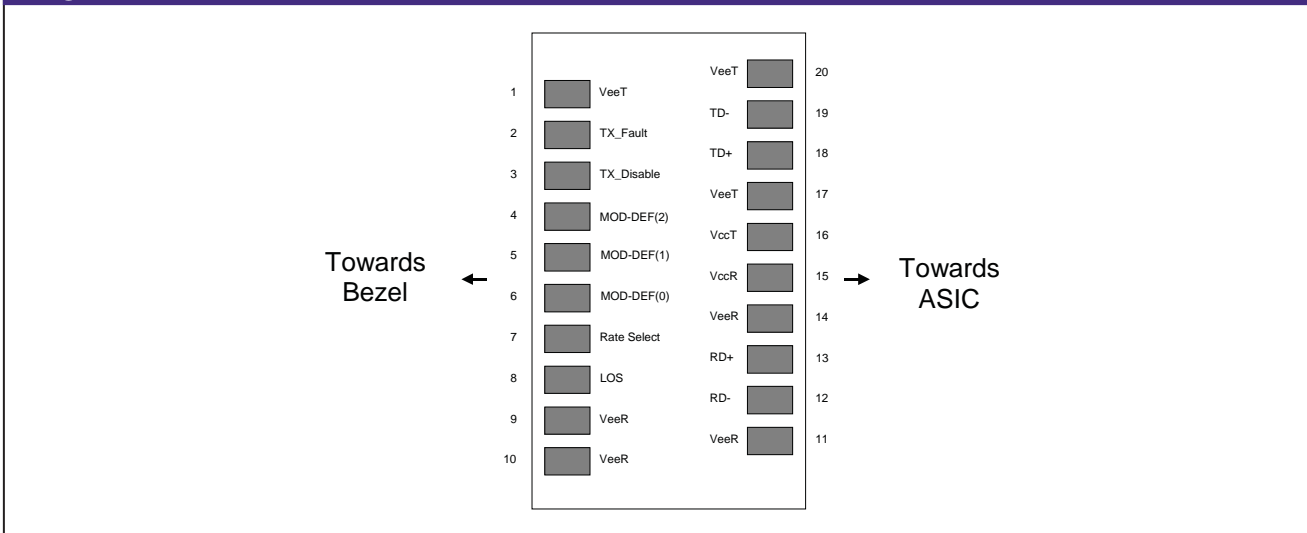 VeeT 20
1 VeeT
TD- 19
2 TX_Fault
TD+ 18
3 TX_Disable
VeeT 17
4 MOD-DEF(2)
VccT 16
5 MOD-DEF(1)
Towards
Bezel
VccR 15
Towards
ASIC
6 MOD-DEF(0)
VeeR 14
7 Rate Select
RD+ 13
8 LOS
RD- 12
9 VeeR
VeeR 11
10 VeeR